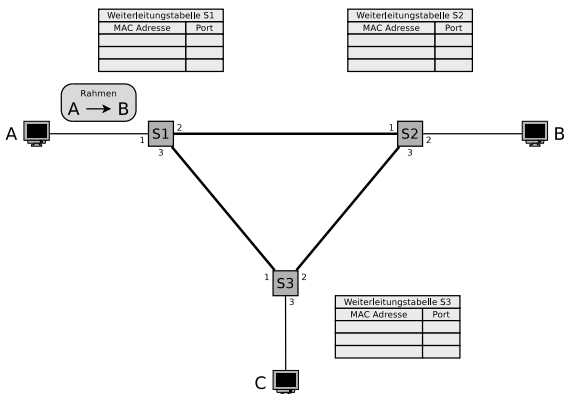 Weiterleitungstabelle S1
MAC Adresse Port
Weiterleitungstabelle S2
MAC Adresse Port
Rahmen
A → B
A
1
S1
2
3
1
S2
2
3
B
1
S3
2
3
Weiterleitungstabelle S3
MAC Adresse Port
C